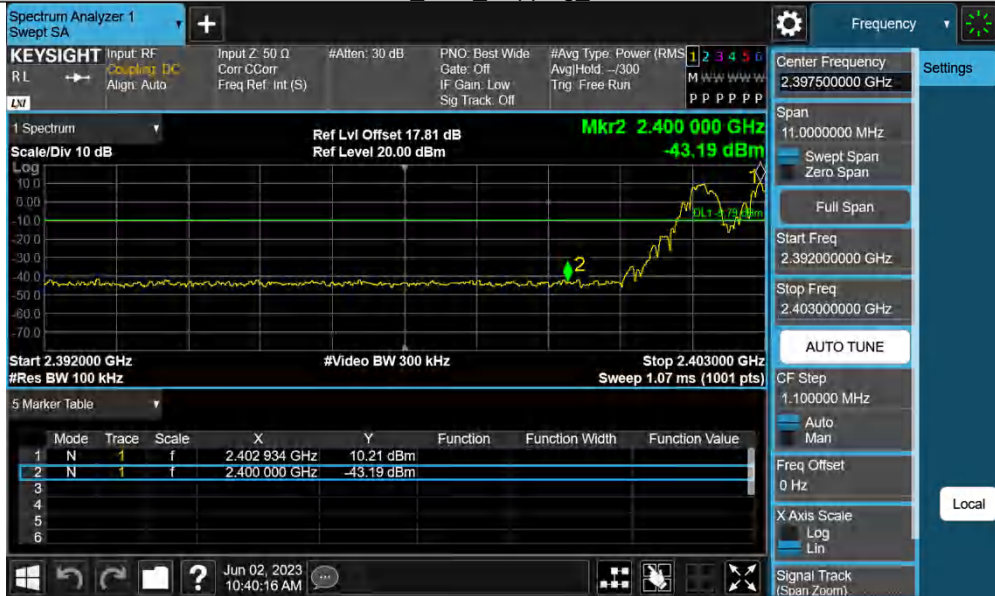 Spectrum Analyzer 1
Swept SA
Frequency
KEYSIGHT Input: RF
Coupling: DC
Align: Auto
RL
LXI
Input Z: 50 Ω
Corr CCorr
Freq Ref: Int (S)
#Atten: 30 dB
PNO: Best Wide
Gate: Off
IF Gain: Low
Sig Track: Off
#Avg Type: Power (RMS
Avg|Hold: --/300
Trig: Free Run
1 2 3 4 5 6
M W W W W W
P P P P P P
1 Spectrum
Scale/Div 10 dB
Ref Lvl Offset 17.81 dB
Ref Level 20.00 dBm
Mkr2 2.400 000 GHz
-43.19 dBm
Log
10.0
0.00
-10.0
-20.0
-30.0
-40.0
-50.0
-60.0
-70.0
1
2
DL1 -9.79 dBm
Start 2.392000 GHz
#Video BW 300 kHz
Stop 2.403000 GHz
#Res BW 100 kHz
Sweep 1.07 ms (1001 pts)
5 Marker Table
Mode Trace Scale X Y Function Function Width Function Value
1 N 1 f 2.402 934 GHz 10.21 dBm
2 N 1 f 2.400 000 GHz -43.19 dBm
3
4
5
6
?
Jun 02, 2023
10:40:16 AM
Center Frequency
2.397500000 GHz
Span
11.0000000 MHz
Swept Span
Zero Span
Full Span
Start Freq
2.392000000 GHz
Stop Freq
2.403000000 GHz
AUTO TUNE
CF Step
1.100000 MHz
Auto
Man
Freq Offset
0 Hz
X Axis Scale
Log
Lin
Signal Track
(Span Zoom)
Settings
Local